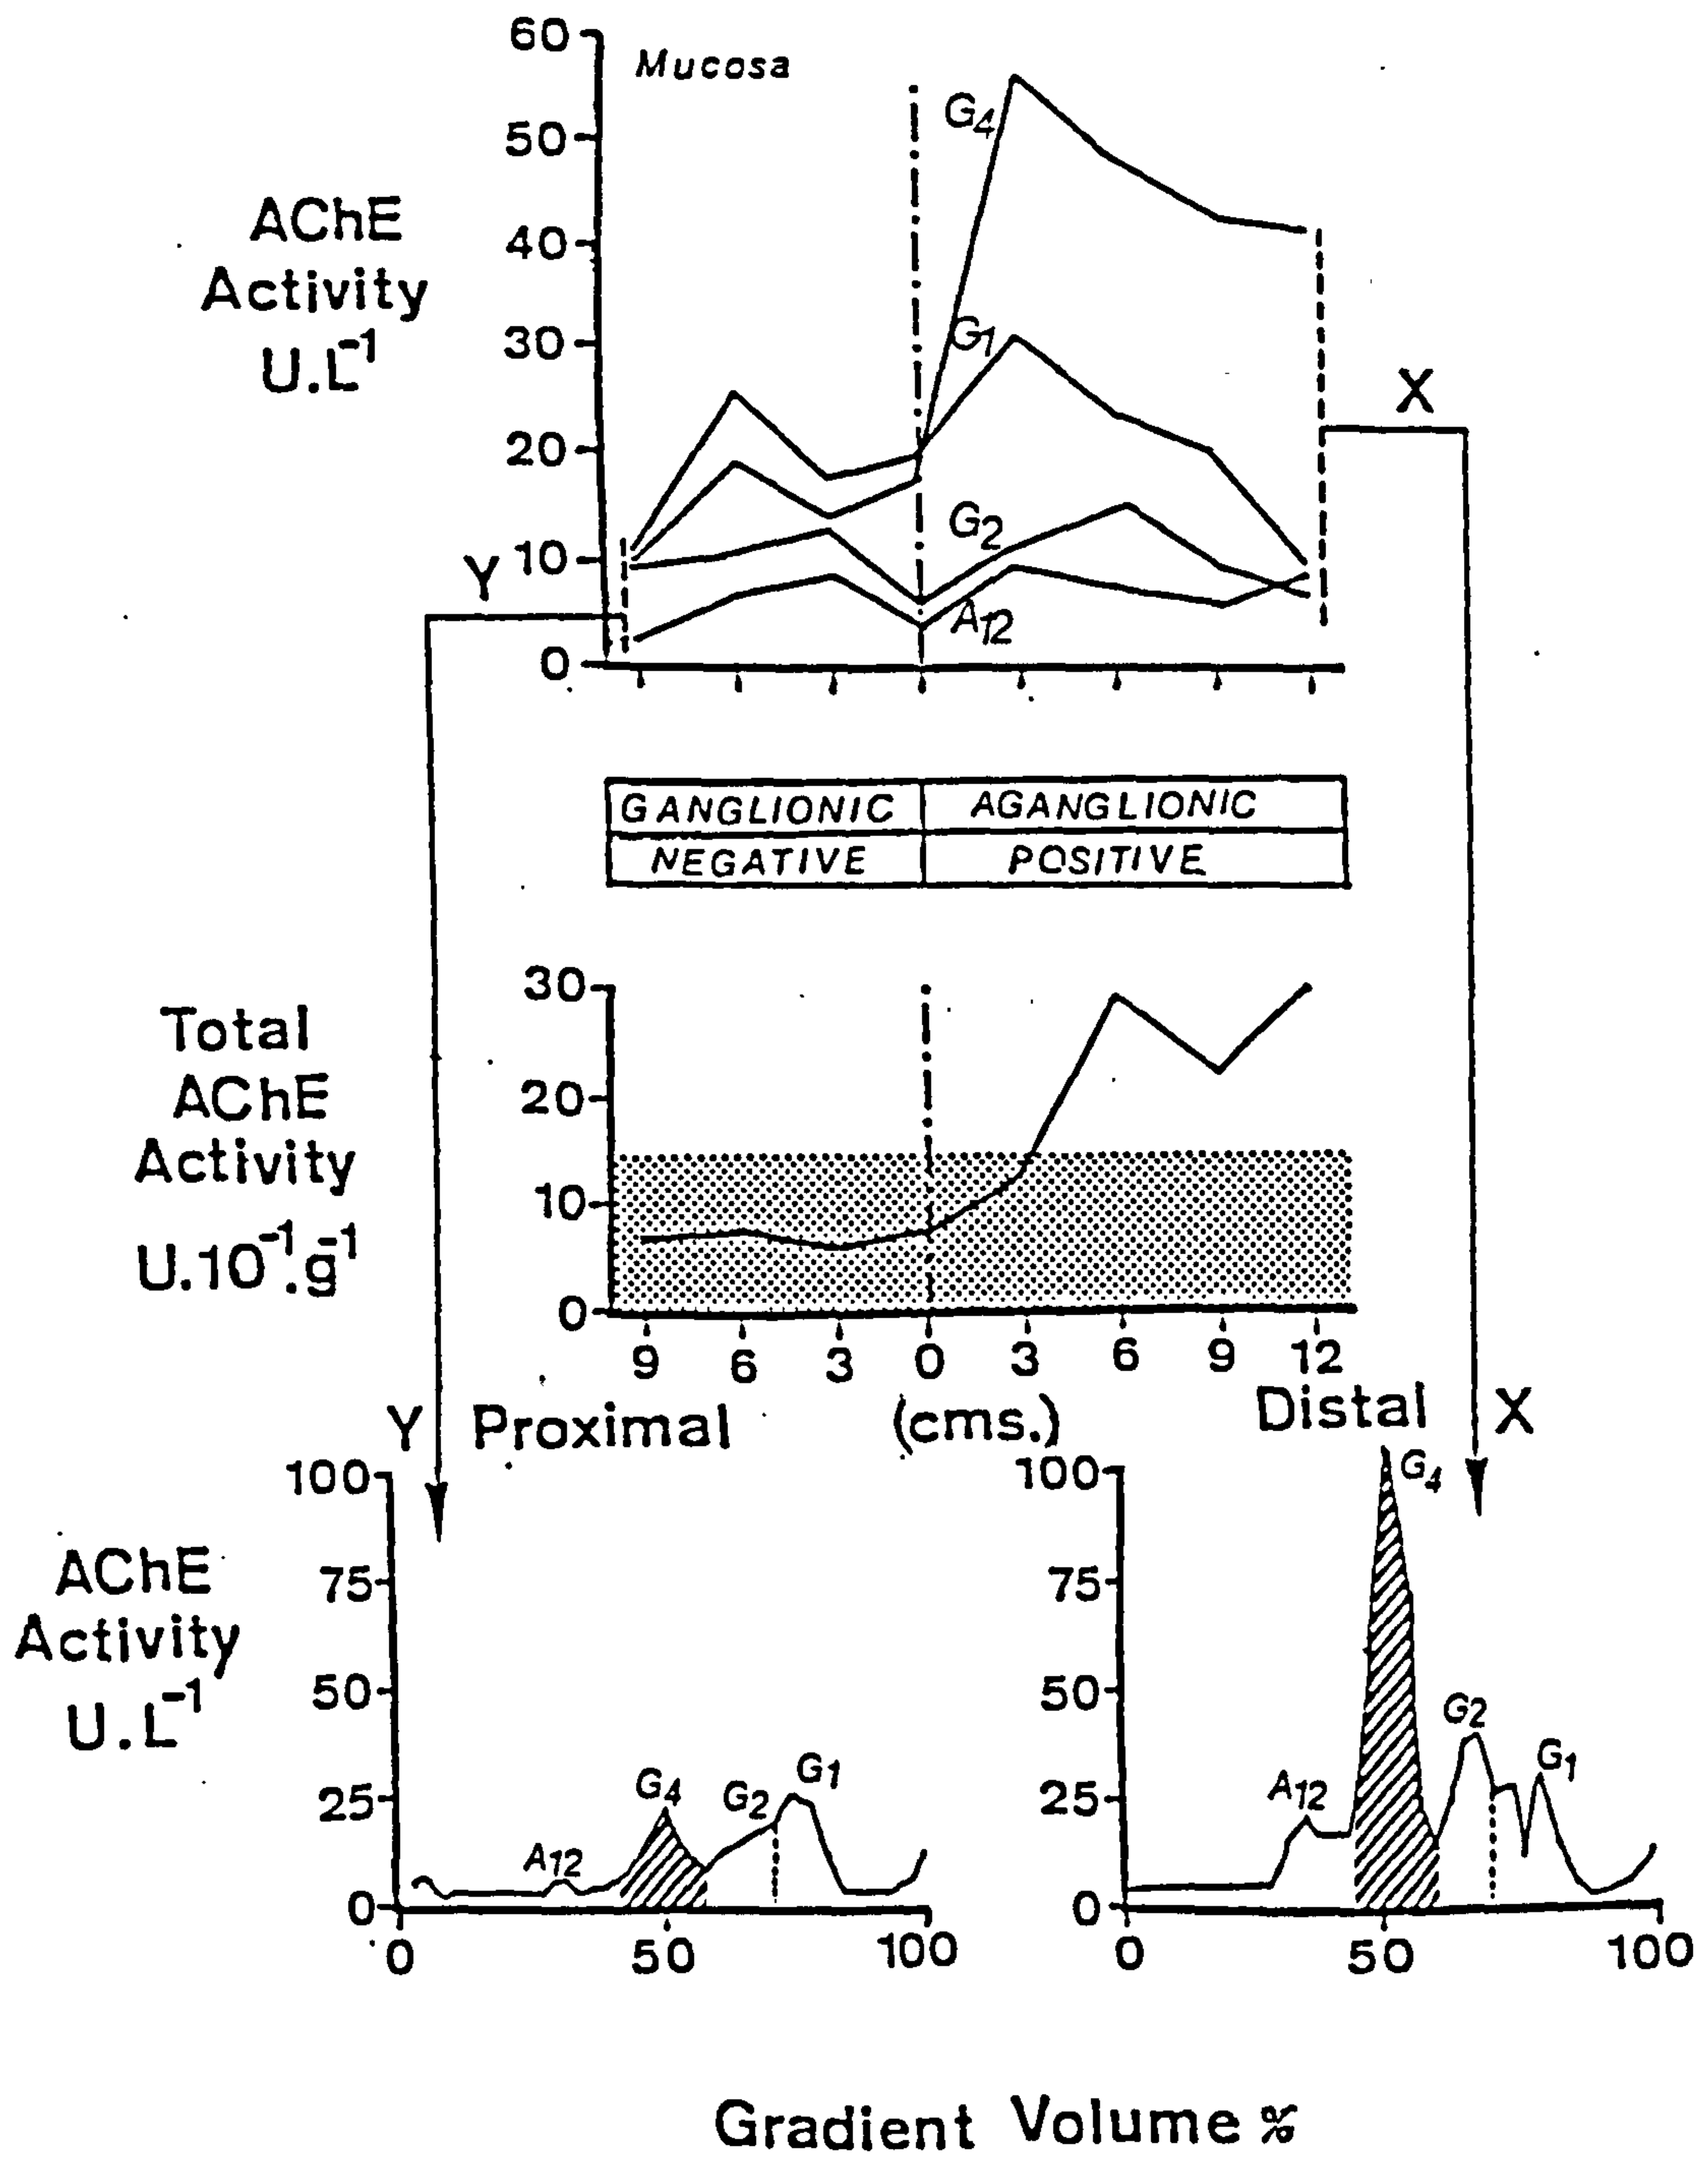 60
Mucosa
50
40
30
20
10
0
AChE
Activity
U.L⁻¹
G4
G1
G2
A12
X
Y
GANGLIONIC AGANGLIONIC
NEGATIVE POSITIVE
30
20
10
0
Total
AChE
Activity
U.10⁻¹.g⁻¹
9 6 3 0 3 6 9 12
Y Proximal (cms.) Distal X
100
75
50
25
0
AChE
Activity
U.L⁻¹
A12
G4
G2
G1
0 50 100
100
75
50
25
0
A12
G4
G2
G1
0 50 100
Gradient Volume %